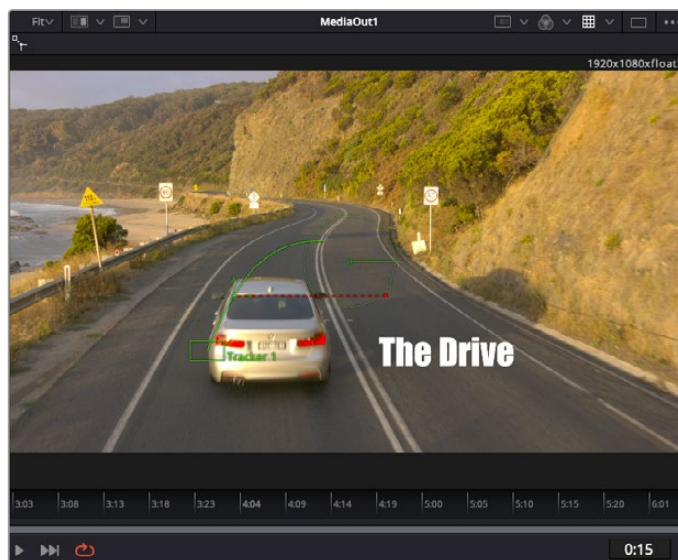 Fit
MediaOut1
1920x1080xfloat
Tracker 1
The Drive
3:03 3:08 3:13 3:18 3:23 4:04 4:09 4:14 4:19 5:00 5:05 5:10 5:15 5:20 6:01
0:15